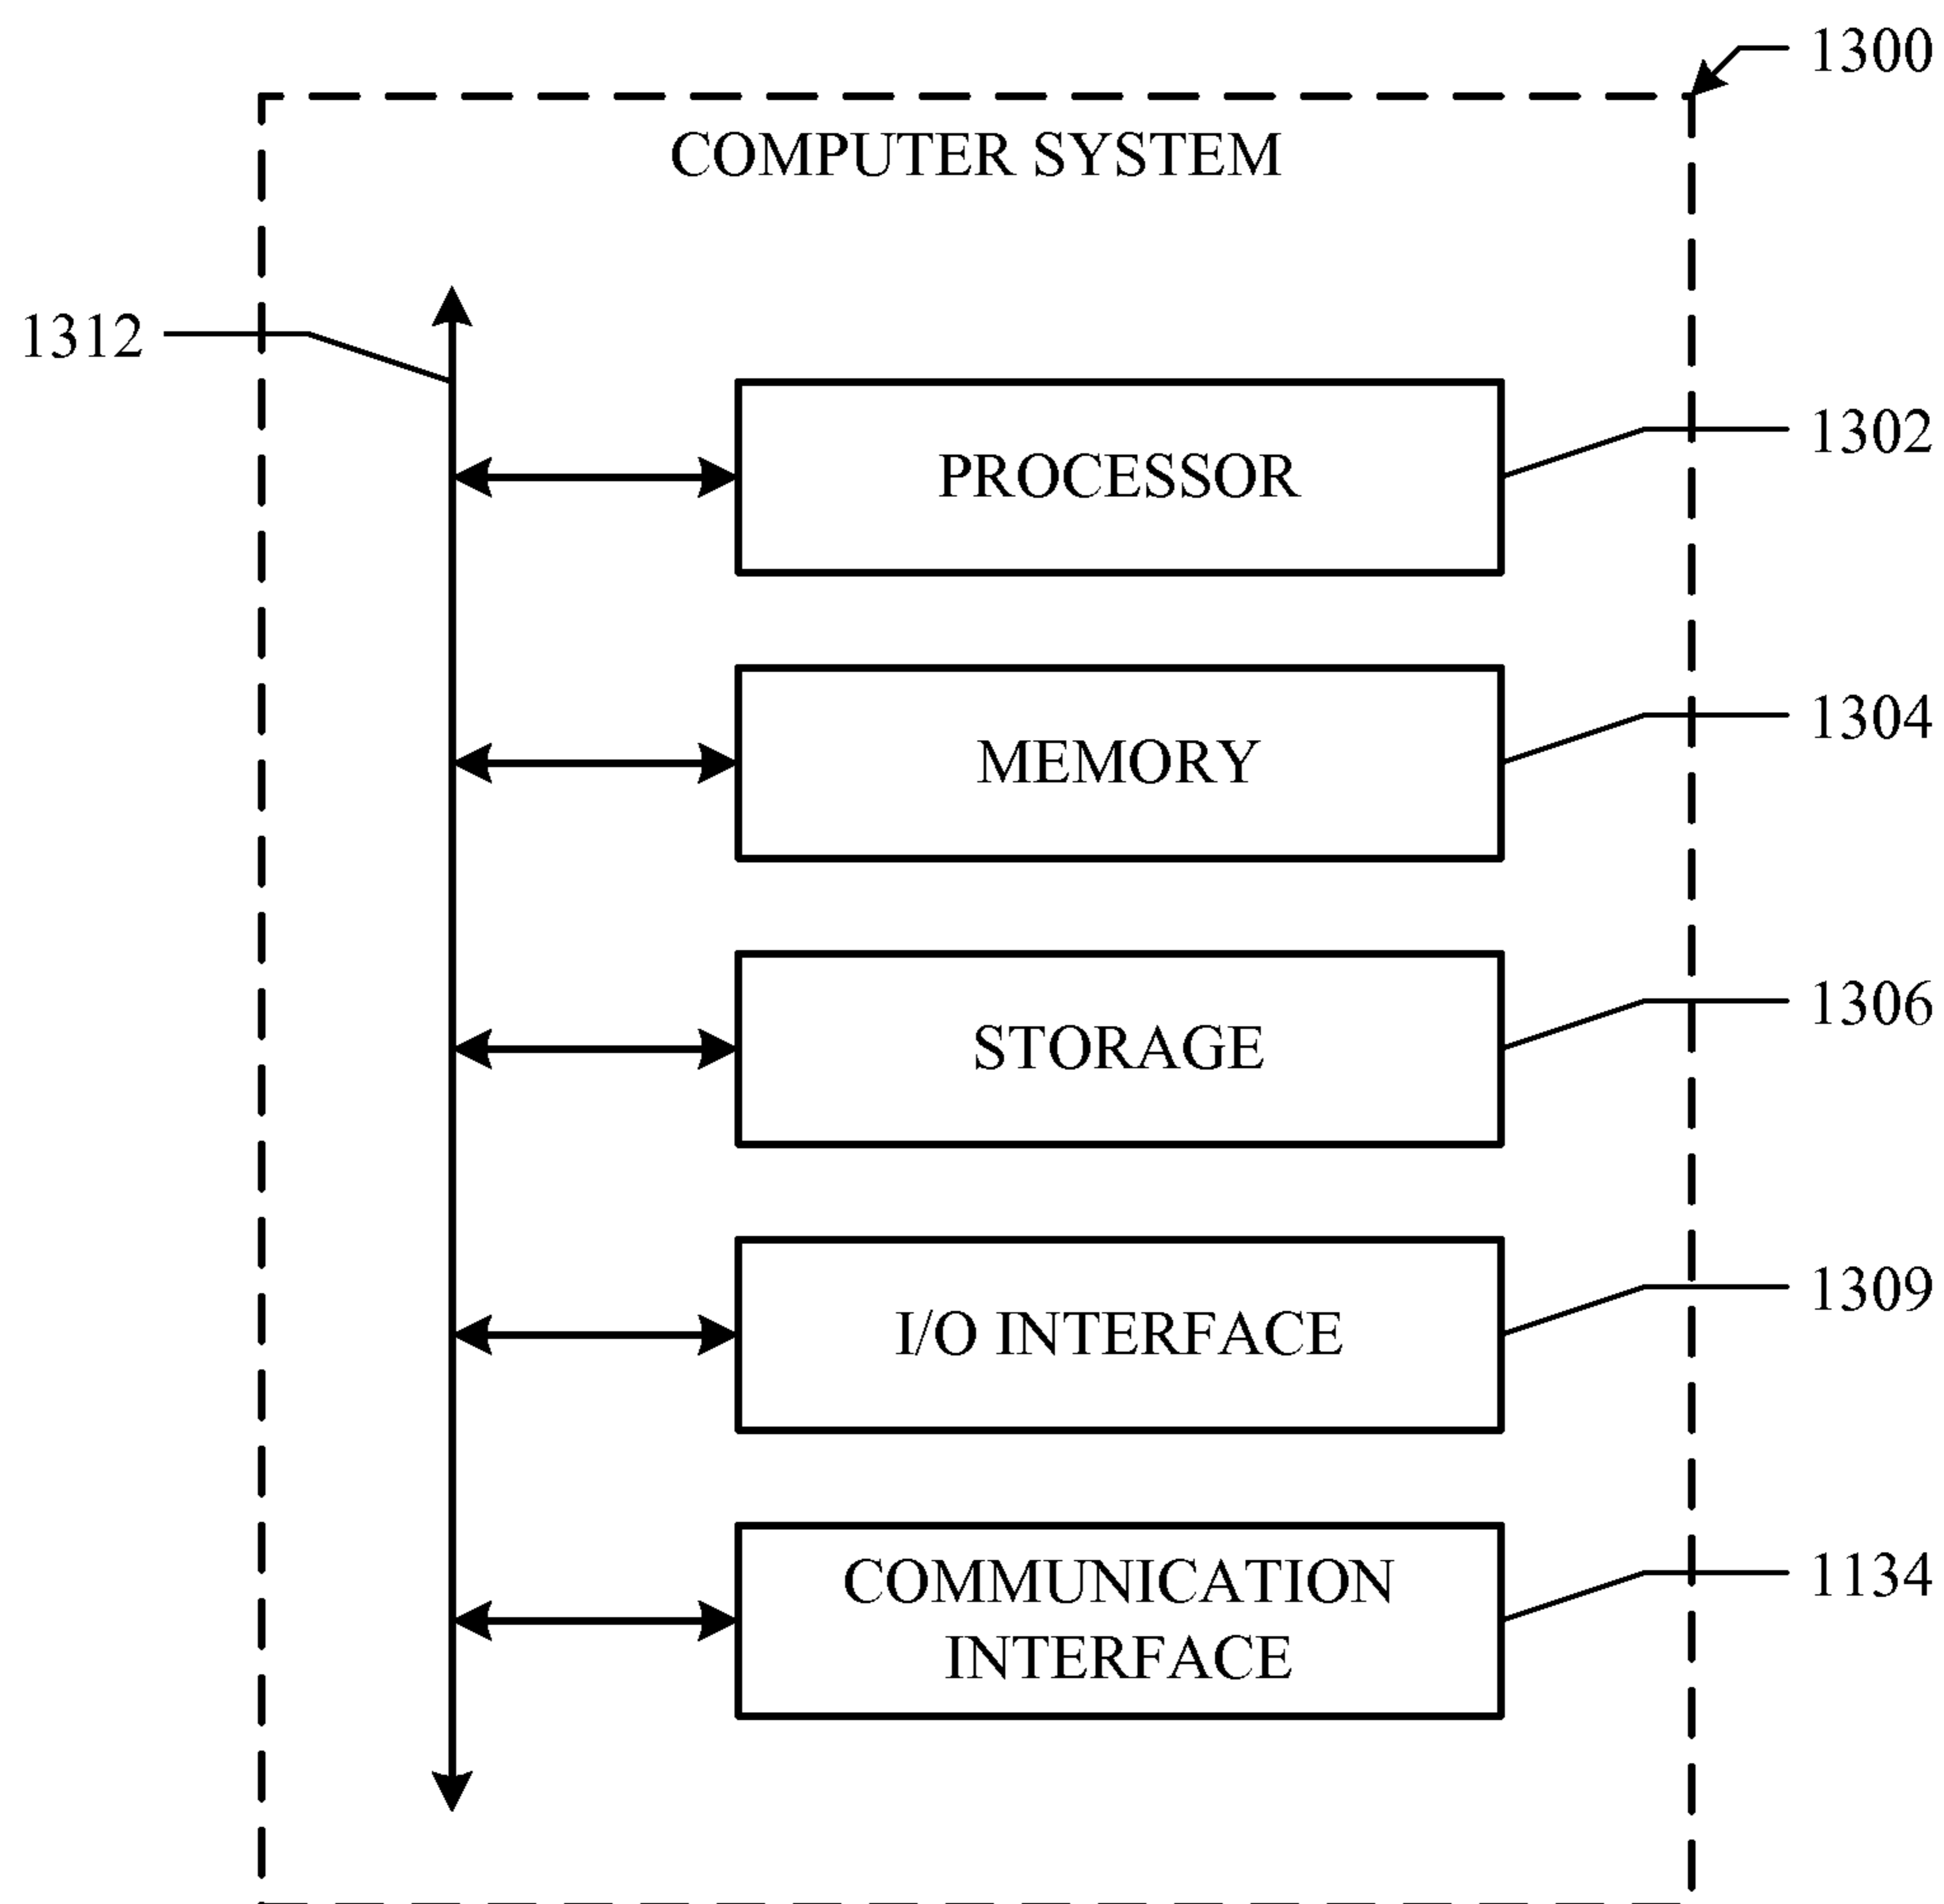 1300
COMPUTER SYSTEM
1312
1302
PROCESSOR
1304
MEMORY
1306
STORAGE
1309
I/O INTERFACE
1134
COMMUNICATION
INTERFACE